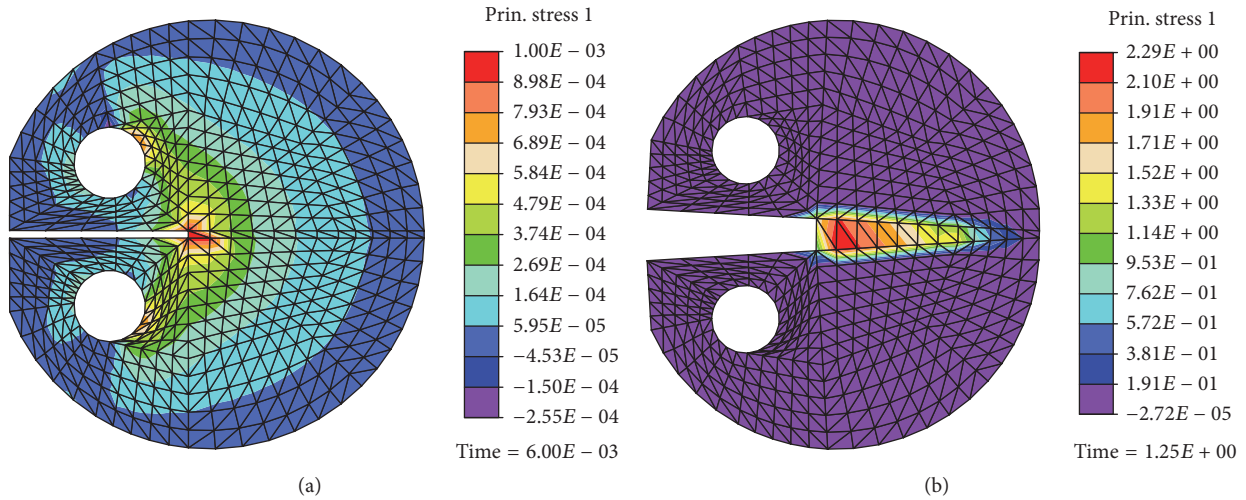 Prin. stress 1
1.00E − 03
8.98E − 04
7.93E − 04
6.89E − 04
5.84E − 04
4.79E − 04
3.74E − 04
2.69E − 04
1.64E − 04
5.95E − 05
−4.53E − 05
−1.50E − 04
−2.55E − 04
Time = 6.00E − 03
(a)
Prin. stress 1
2.29E + 00
2.10E + 00
1.91E + 00
1.71E + 00
1.52E + 00
1.33E + 00
1.14E + 00
9.53E − 01
7.62E − 01
5.72E − 01
3.81E − 01
1.91E − 01
−2.72E − 05
Time = 1.25E + 00
(b)